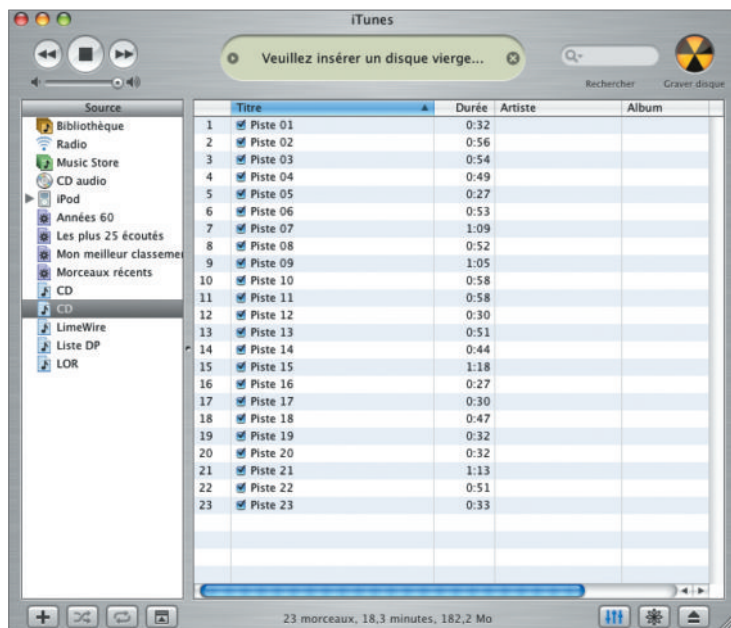 iTunes
Veuillez insérer un disque vierge...
Rechercher
Graver disque
Source
Bibliothèque
Radio
Music Store
CD audio
iPod
Années 60
Les plus 25 écoutés
Mon meilleur classeme
Morceaux récents
CD
CD
LimeWire
Liste DP
LOR
Titre Durée Artiste Album
1 Piste 01 0:32
2 Piste 02 0:56
3 Piste 03 0:54
4 Piste 04 0:49
5 Piste 05 0:27
6 Piste 06 0:53
7 Piste 07 1:09
8 Piste 08 0:52
9 Piste 09 1:05
10 Piste 10 0:58
11 Piste 11 0:58
12 Piste 12 0:30
13 Piste 13 0:51
14 Piste 14 0:44
15 Piste 15 1:18
16 Piste 16 0:27
17 Piste 17 0:30
18 Piste 18 0:47
19 Piste 19 0:32
20 Piste 20 0:32
21 Piste 21 1:13
22 Piste 22 0:51
23 Piste 23 0:33
23 morceaux, 18,3 minutes, 182,2 Mo